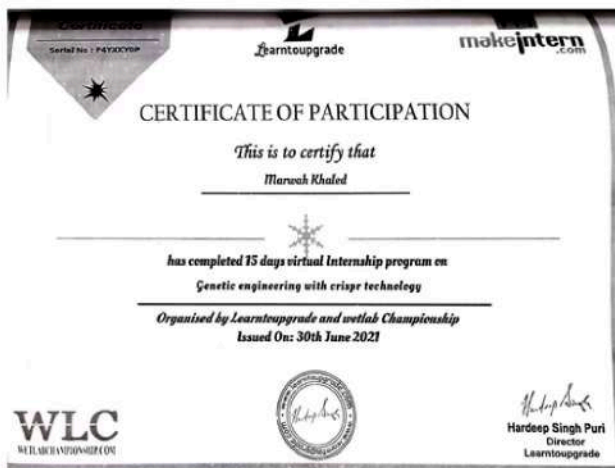 Certificate
Serial No : P4YXCY0P
Learntoupgrade
makeintern
.com
CERTIFICATE OF PARTICIPATION
This is to certify that
Marwah Khaled
has completed 15 days virtual Internship program on
Genetic engineering with crispr technology
Organised by Learntoupgrade and wetlab Championship
Issued On: 30th June 2021
WLC
WETLABCHAMPIONSHIP.COM
Hardeep Singh Puri
Director
Learntoupgrade